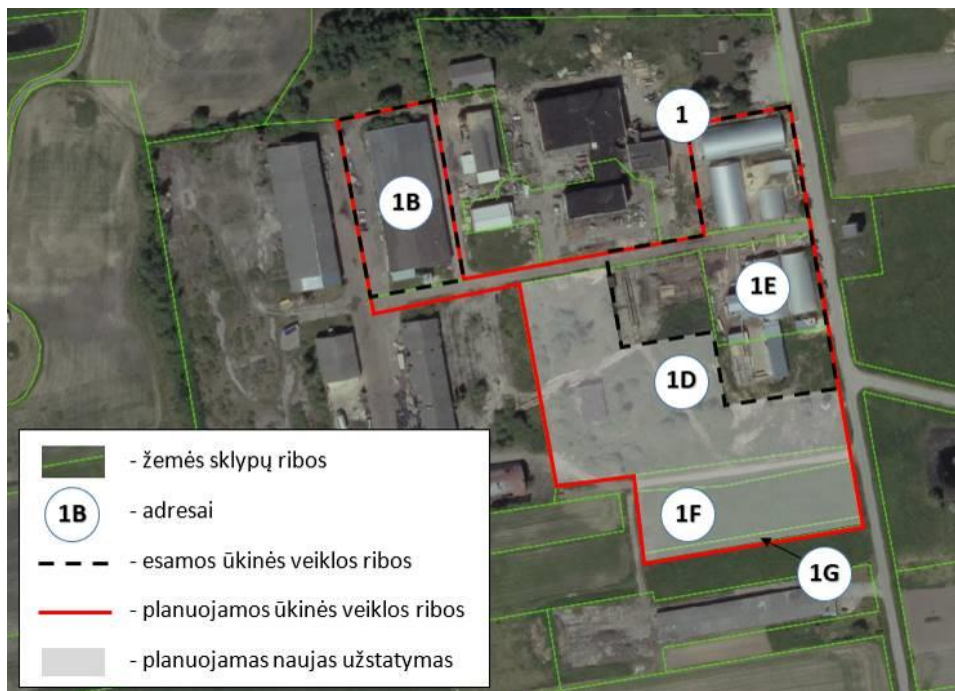 1
1B
1E
1D
1F
1G
- žemės sklypų ribos
1B - adresai
- esamos ūkinės veiklos ribos
- planuojamos ūkinės veiklos ribos
- planuojamas naujas užstatymas